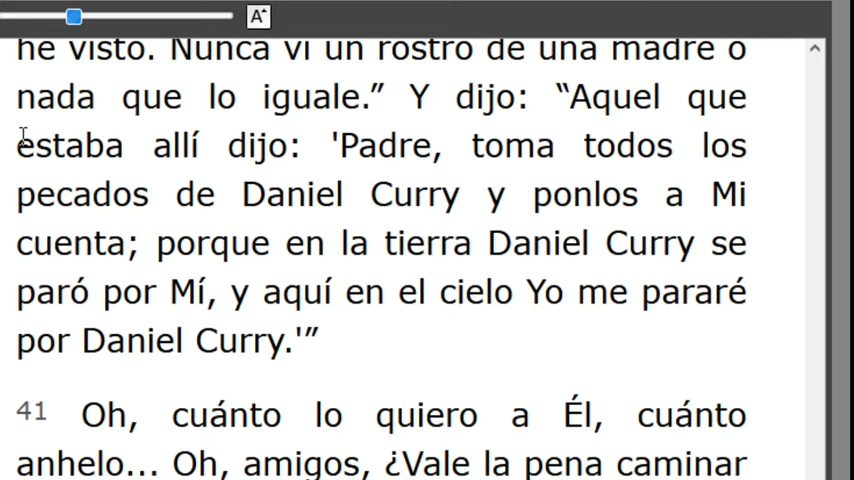 A
he visto. Nunca vi un rostro de una madre o
nada que lo iguale.” Y dijo: “Aquel que
estaba allí dijo: 'Padre, toma todos los
pecados de Daniel Curry y ponlos a Mi
cuenta; porque en la tierra Daniel Curry se
paró por Mí, y aquí en el cielo Yo me pararé
por Daniel Curry.'”
41 Oh, cuánto lo quiero a Él, cuánto
anhelo... Oh, amigos, ¿Vale la pena caminar